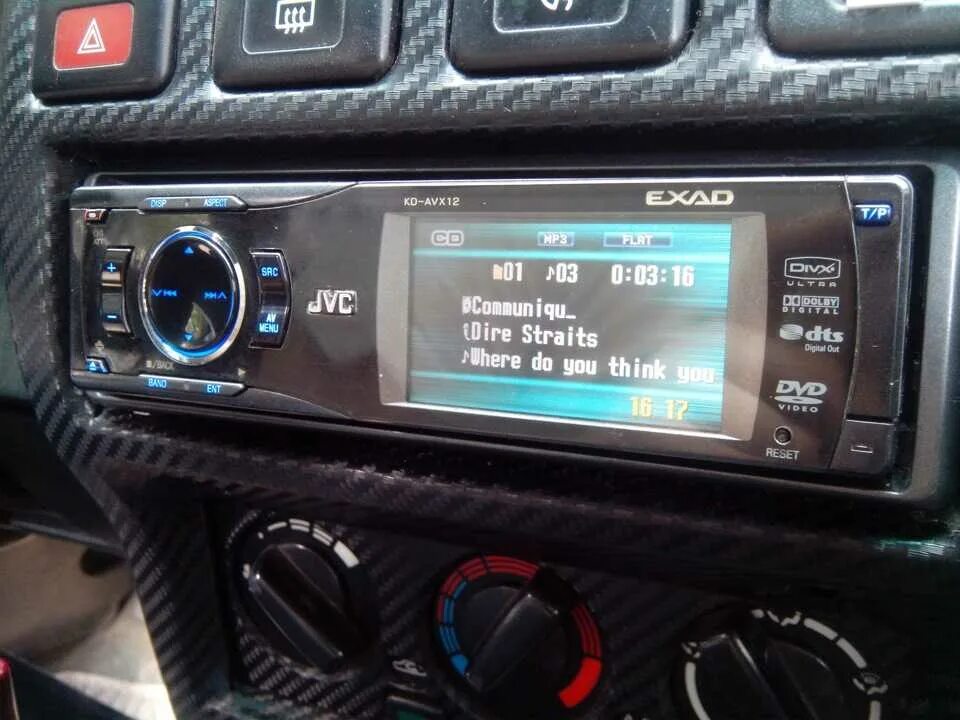 KD-AVX12
EXAD
DISP
ASPECT
T/P
CD
MP3
FLAT
SRC
01
03
0:03:16
DIVX
ULTRA
JVC
Communiqu_
DOLBY
DIGITAL
AV
MENU
Dire Straits
dts
Digital Out
■/BACK
Where do you think you
BAND
ENT
DVD
VIDEO
16 17
RESET